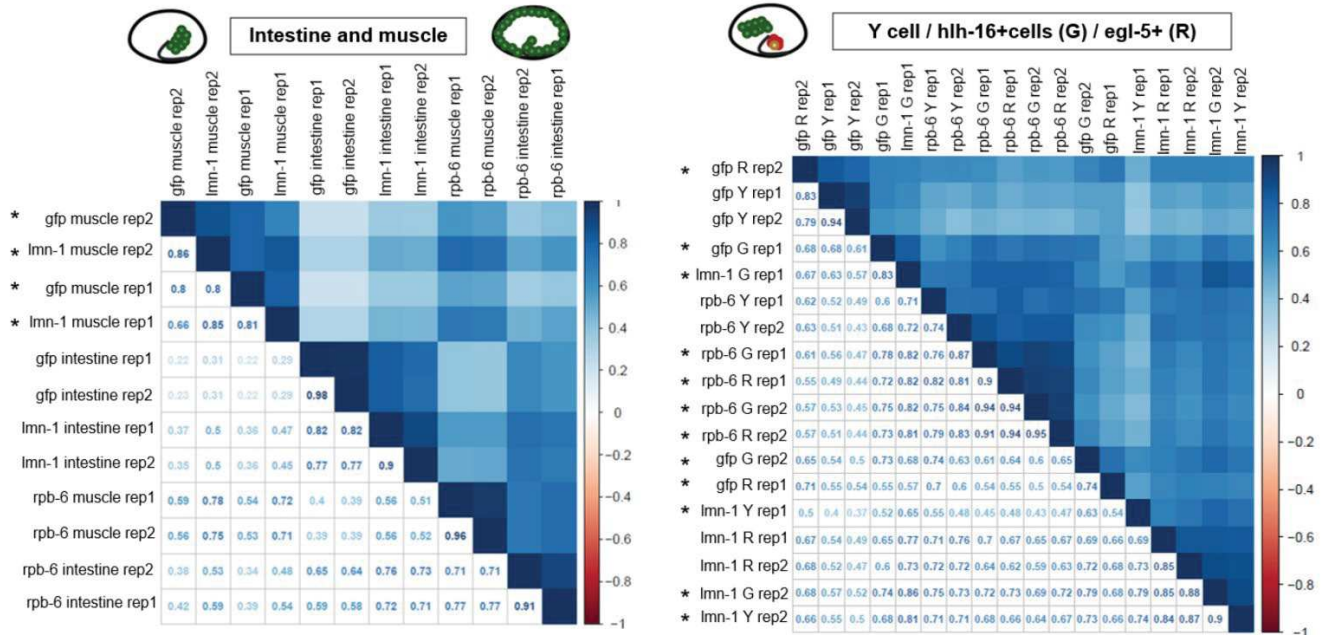 Intestine and muscle
gfp muscle rep2
lmn-1 muscle rep2
gfp muscle rep1
lmn-1 muscle rep1
gfp intestine rep1
gfp intestine rep2
lmn-1 intestine rep1
lmn-1 intestine rep2
rpb-6 muscle rep1
rpb-6 muscle rep2
rpb-6 intestine rep2
rpb-6 intestine rep1
* gfp muscle rep2
* lmn-1 muscle rep2 0.86
* gfp muscle rep1 0.8 0.8
* lmn-1 muscle rep1 0.66 0.85 0.81
gfp intestine rep1 0.22 0.31 0.22 0.29
gfp intestine rep2 0.23 0.31 0.22 0.29 0.98
lmn-1 intestine rep1 0.37 0.5 0.36 0.47 0.82 0.82
lmn-1 intestine rep2 0.35 0.5 0.36 0.45 0.77 0.77 0.9
rpb-6 muscle rep1 0.59 0.78 0.54 0.72 0.4 0.39 0.56 0.51
rpb-6 muscle rep2 0.56 0.75 0.53 0.71 0.39 0.39 0.56 0.52 0.96
rpb-6 intestine rep2 0.38 0.53 0.34 0.48 0.65 0.64 0.76 0.73 0.71 0.71
rpb-6 intestine rep1 0.42 0.59 0.39 0.54 0.59 0.58 0.72 0.71 0.77 0.77 0.91
1
0.8
0.6
0.4
0.2
0
−0.2
−0.4
−0.6
−0.8
−1
Y cell / hlh-16+cells (G) / egl-5+ (R)
gfp R rep2
gfp Y rep1
gfp Y rep2
gfp G rep1
lmn-1 G rep1
rpb-6 Y rep1
rpb-6 Y rep2
rpb-6 G rep1
rpb-6 R rep1
rpb-6 G rep2
rpb-6 R rep2
gfp G rep2
gfp R rep1
lmn-1 Y rep1
lmn-1 R rep1
lmn-1 R rep2
lmn-1 G rep2
lmn-1 Y rep2
* gfp R rep2
gfp Y rep1 0.83
gfp Y rep2 0.79 0.94
* gfp G rep1 0.68 0.68 0.61
* lmn-1 G rep1 0.67 0.63 0.57 0.83
rpb-6 Y rep1 0.62 0.52 0.49 0.6 0.71
rpb-6 Y rep2 0.63 0.51 0.43 0.68 0.72 0.74
* rpb-6 G rep1 0.61 0.56 0.47 0.78 0.82 0.76 0.87
* rpb-6 R rep1 0.55 0.49 0.44 0.72 0.82 0.82 0.81 0.9
* rpb-6 G rep2 0.57 0.53 0.45 0.75 0.82 0.75 0.84 0.94 0.94
* rpb-6 R rep2 0.57 0.51 0.44 0.73 0.81 0.79 0.83 0.91 0.94 0.95
* gfp G rep2 0.65 0.54 0.5 0.73 0.68 0.74 0.63 0.61 0.64 0.6 0.65
* gfp R rep1 0.71 0.55 0.54 0.55 0.57 0.7 0.6 0.54 0.55 0.5 0.54 0.74
* lmn-1 Y rep1 0.5 0.4 0.37 0.52 0.65 0.55 0.48 0.45 0.48 0.43 0.47 0.63 0.54
lmn-1 R rep1 0.67 0.54 0.49 0.65 0.77 0.71 0.76 0.7 0.67 0.65 0.67 0.69 0.66 0.69
lmn-1 R rep2 0.68 0.52 0.47 0.6 0.73 0.72 0.72 0.64 0.62 0.59 0.63 0.72 0.68 0.73 0.85
* lmn-1 G rep2 0.68 0.57 0.52 0.74 0.86 0.75 0.73 0.72 0.73 0.69 0.72 0.79 0.68 0.79 0.85 0.88
* lmn-1 Y rep2 0.66 0.55 0.5 0.68 0.81 0.71 0.71 0.68 0.66 0.64 0.67 0.73 0.66 0.74 0.84 0.87 0.9
1
0.8
0.6
0.4
0.2
0
−0.2
−0.4
−0.6
−0.8
−1